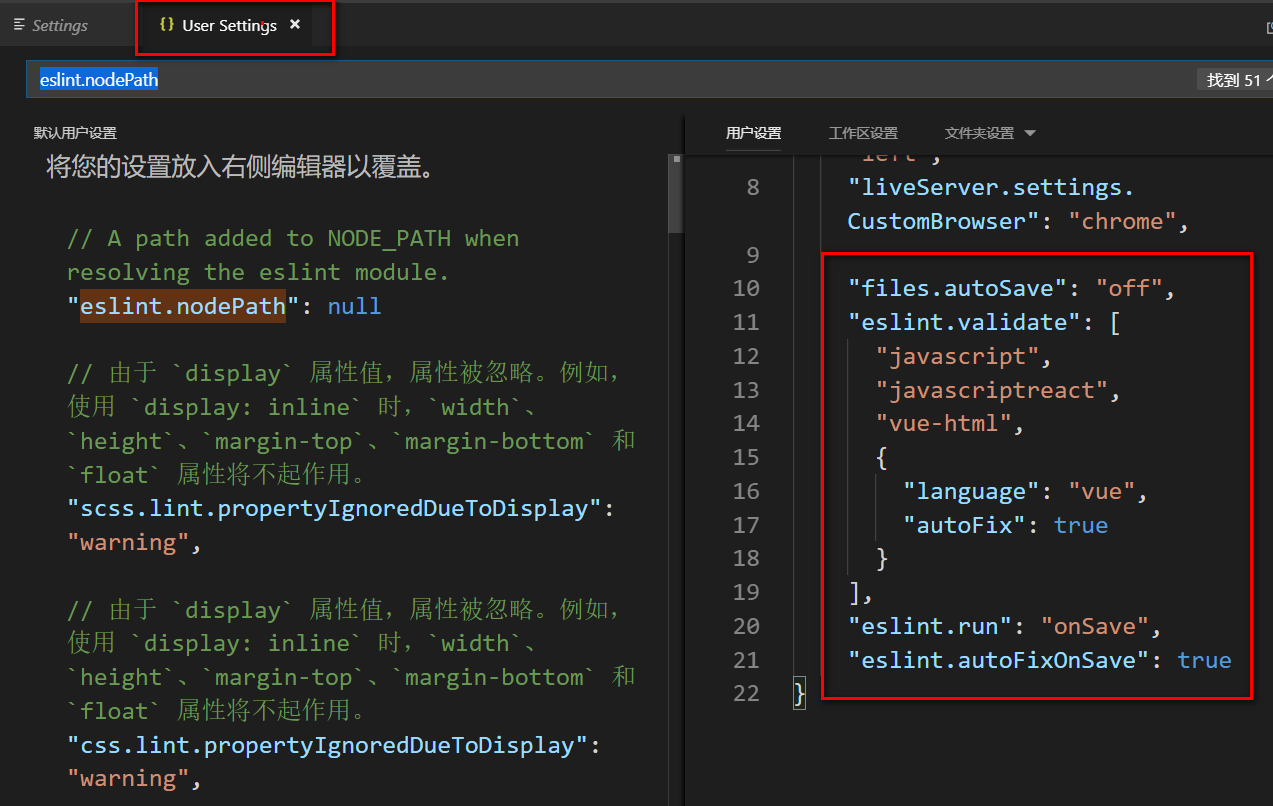 Settings
{} User Settings ×
eslint.nodePath
找到 51 个
默认用户设置
用户设置 工作区设置 文件夹设置
将您的设置放入右侧编辑器以覆盖。
// A path added to NODE_PATH when
resolving the eslint module.
"eslint.nodePath": null
// 由于 `display` 属性值，属性被忽略。例如，
使用 `display: inline` 时，`width`、
`height`、`margin-top`、`margin-bottom` 和
`float` 属性将不起作用。
"scss.lint.propertyIgnoredDueToDisplay":
"warning",
// 由于 `display` 属性值，属性被忽略。例如，
使用 `display: inline` 时，`width`、
`height`、`margin-top`、`margin-bottom` 和
`float` 属性将不起作用。
"css.lint.propertyIgnoredDueToDisplay":
"warning",
left",
8 "liveServer.settings.
CustomBrowser": "chrome",
9
10 "files.autoSave": "off",
11 "eslint.validate": [
12 "javascript",
13 "javascriptreact",
14 "vue-html",
15 {
16 "language": "vue",
17 "autoFix": true
18 }
19 ],
20 "eslint.run": "onSave",
21 "eslint.autoFixOnSave": true
22 }